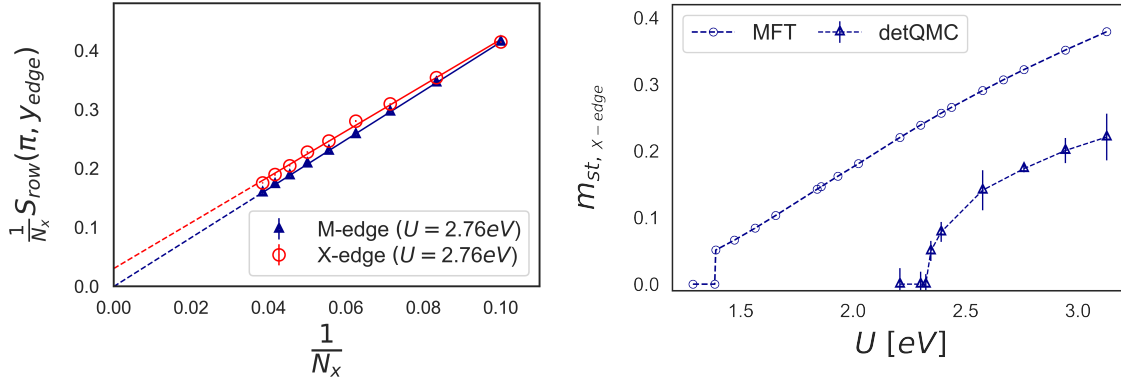 0.4
0.3
0.2
0.1
0.0
0.00 0.02 0.04 0.06 0.08 0.10
1/N_x S_row(π, y_edge)
1/N_x
M-edge (U = 2.76eV)
X-edge (U = 2.76eV)
MFT detQMC
0.4
0.3
0.2
0.1
0.0
1.5 2.0 2.5 3.0
m_st, X−edge
U [eV]